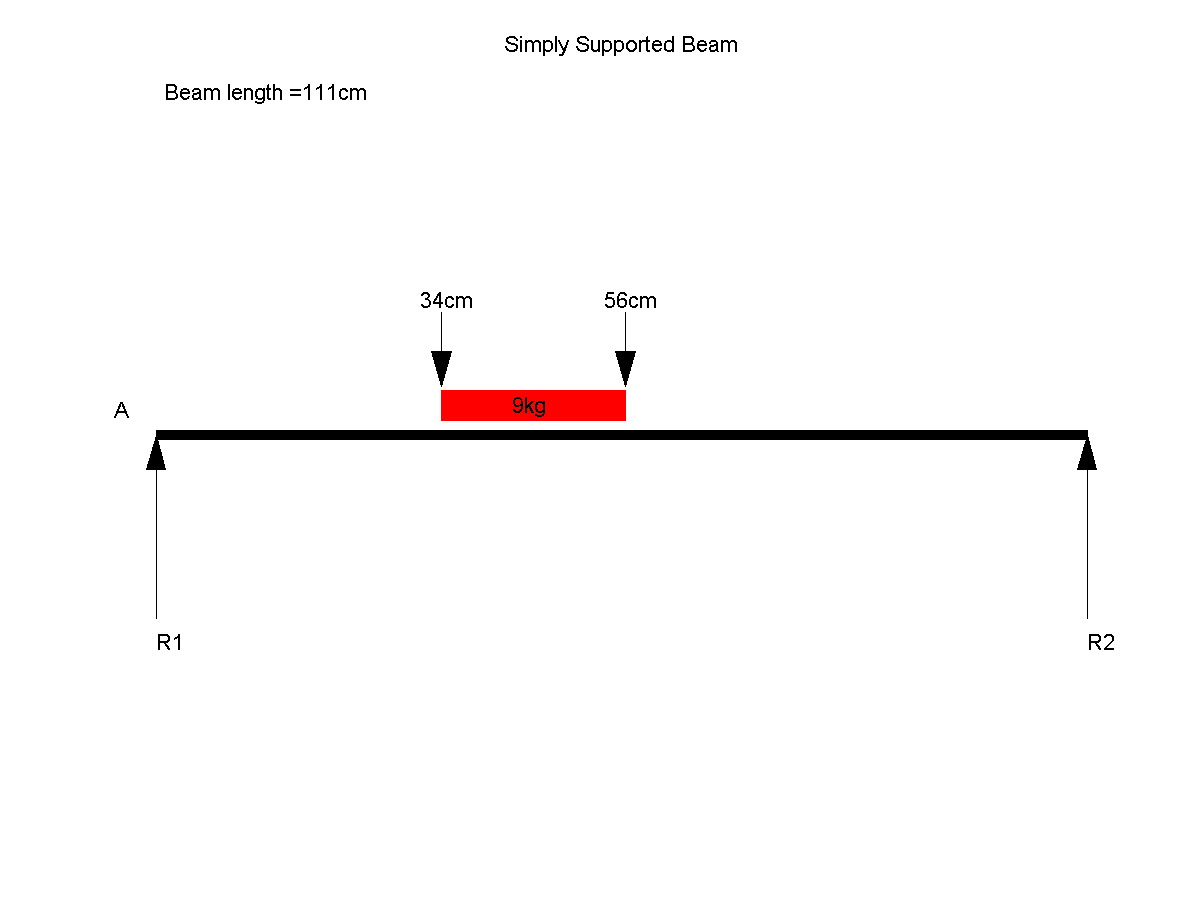 Simply Supported Beam
Beam length =111cm
34cm
56cm
9kg
A
R1
R2